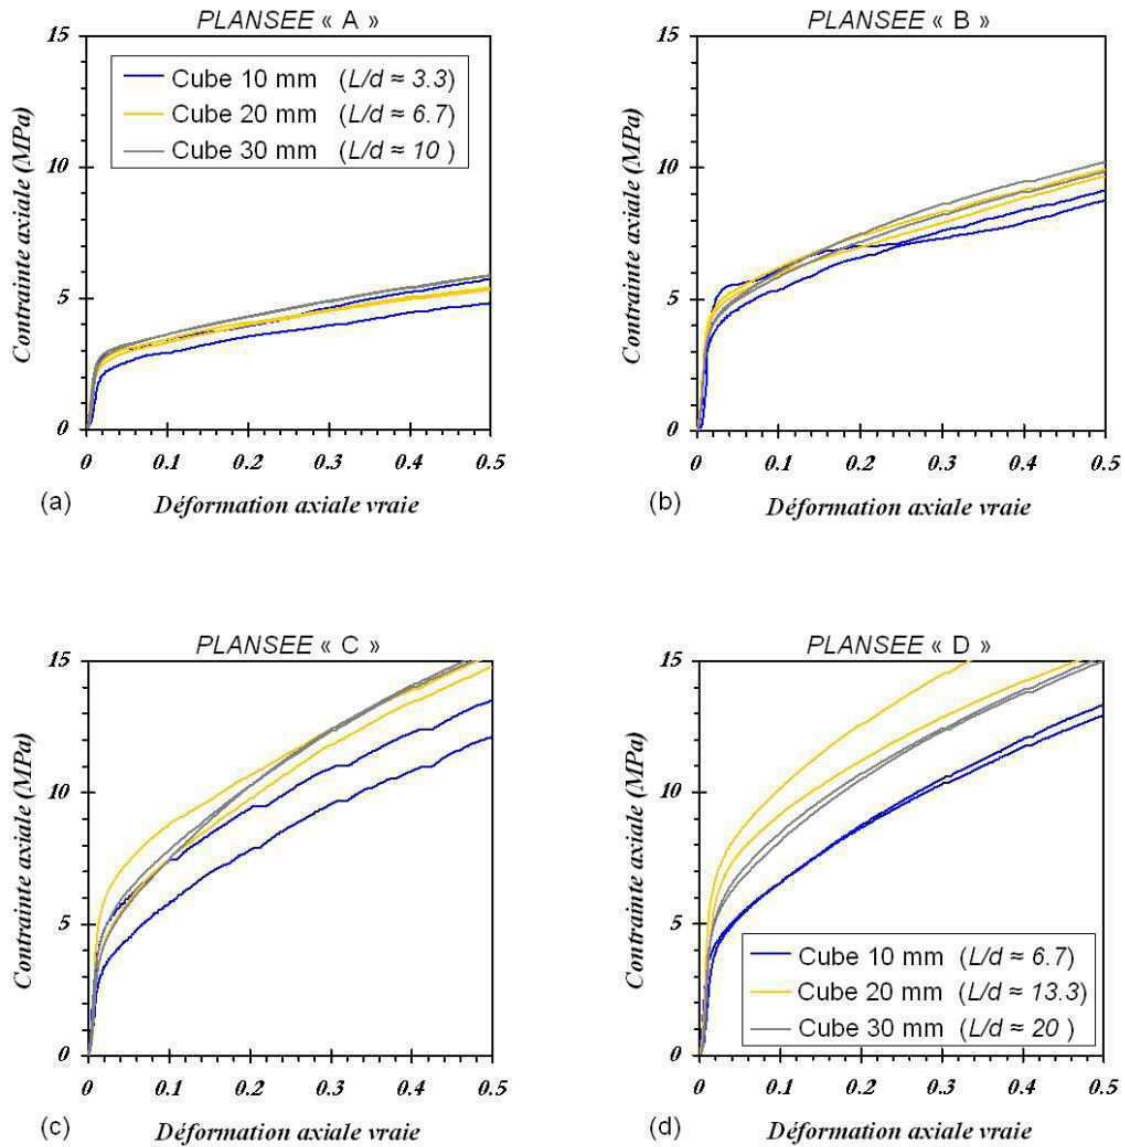 PLANSEE « A »
15
10
5
0
Contrainte axiale (MPa)
Cube 10 mm (L/d ≈ 3.3)
Cube 20 mm (L/d ≈ 6.7)
Cube 30 mm (L/d ≈ 10 )
0 0.1 0.2 0.3 0.4 0.5
(a) Déformation axiale vraie
PLANSEE « B »
15
10
5
0
Contrainte axiale (MPa)
0 0.1 0.2 0.3 0.4 0.5
(b) Déformation axiale vraie
PLANSEE « C »
15
10
5
0
Contrainte axiale (MPa)
0 0.1 0.2 0.3 0.4 0.5
(c) Déformation axiale vraie
PLANSEE « D »
15
10
5
0
Contrainte axiale (MPa)
Cube 10 mm (L/d ≈ 6.7)
Cube 20 mm (L/d ≈ 13.3)
Cube 30 mm (L/d ≈ 20 )
0 0.1 0.2 0.3 0.4 0.5
(d) Déformation axiale vraie